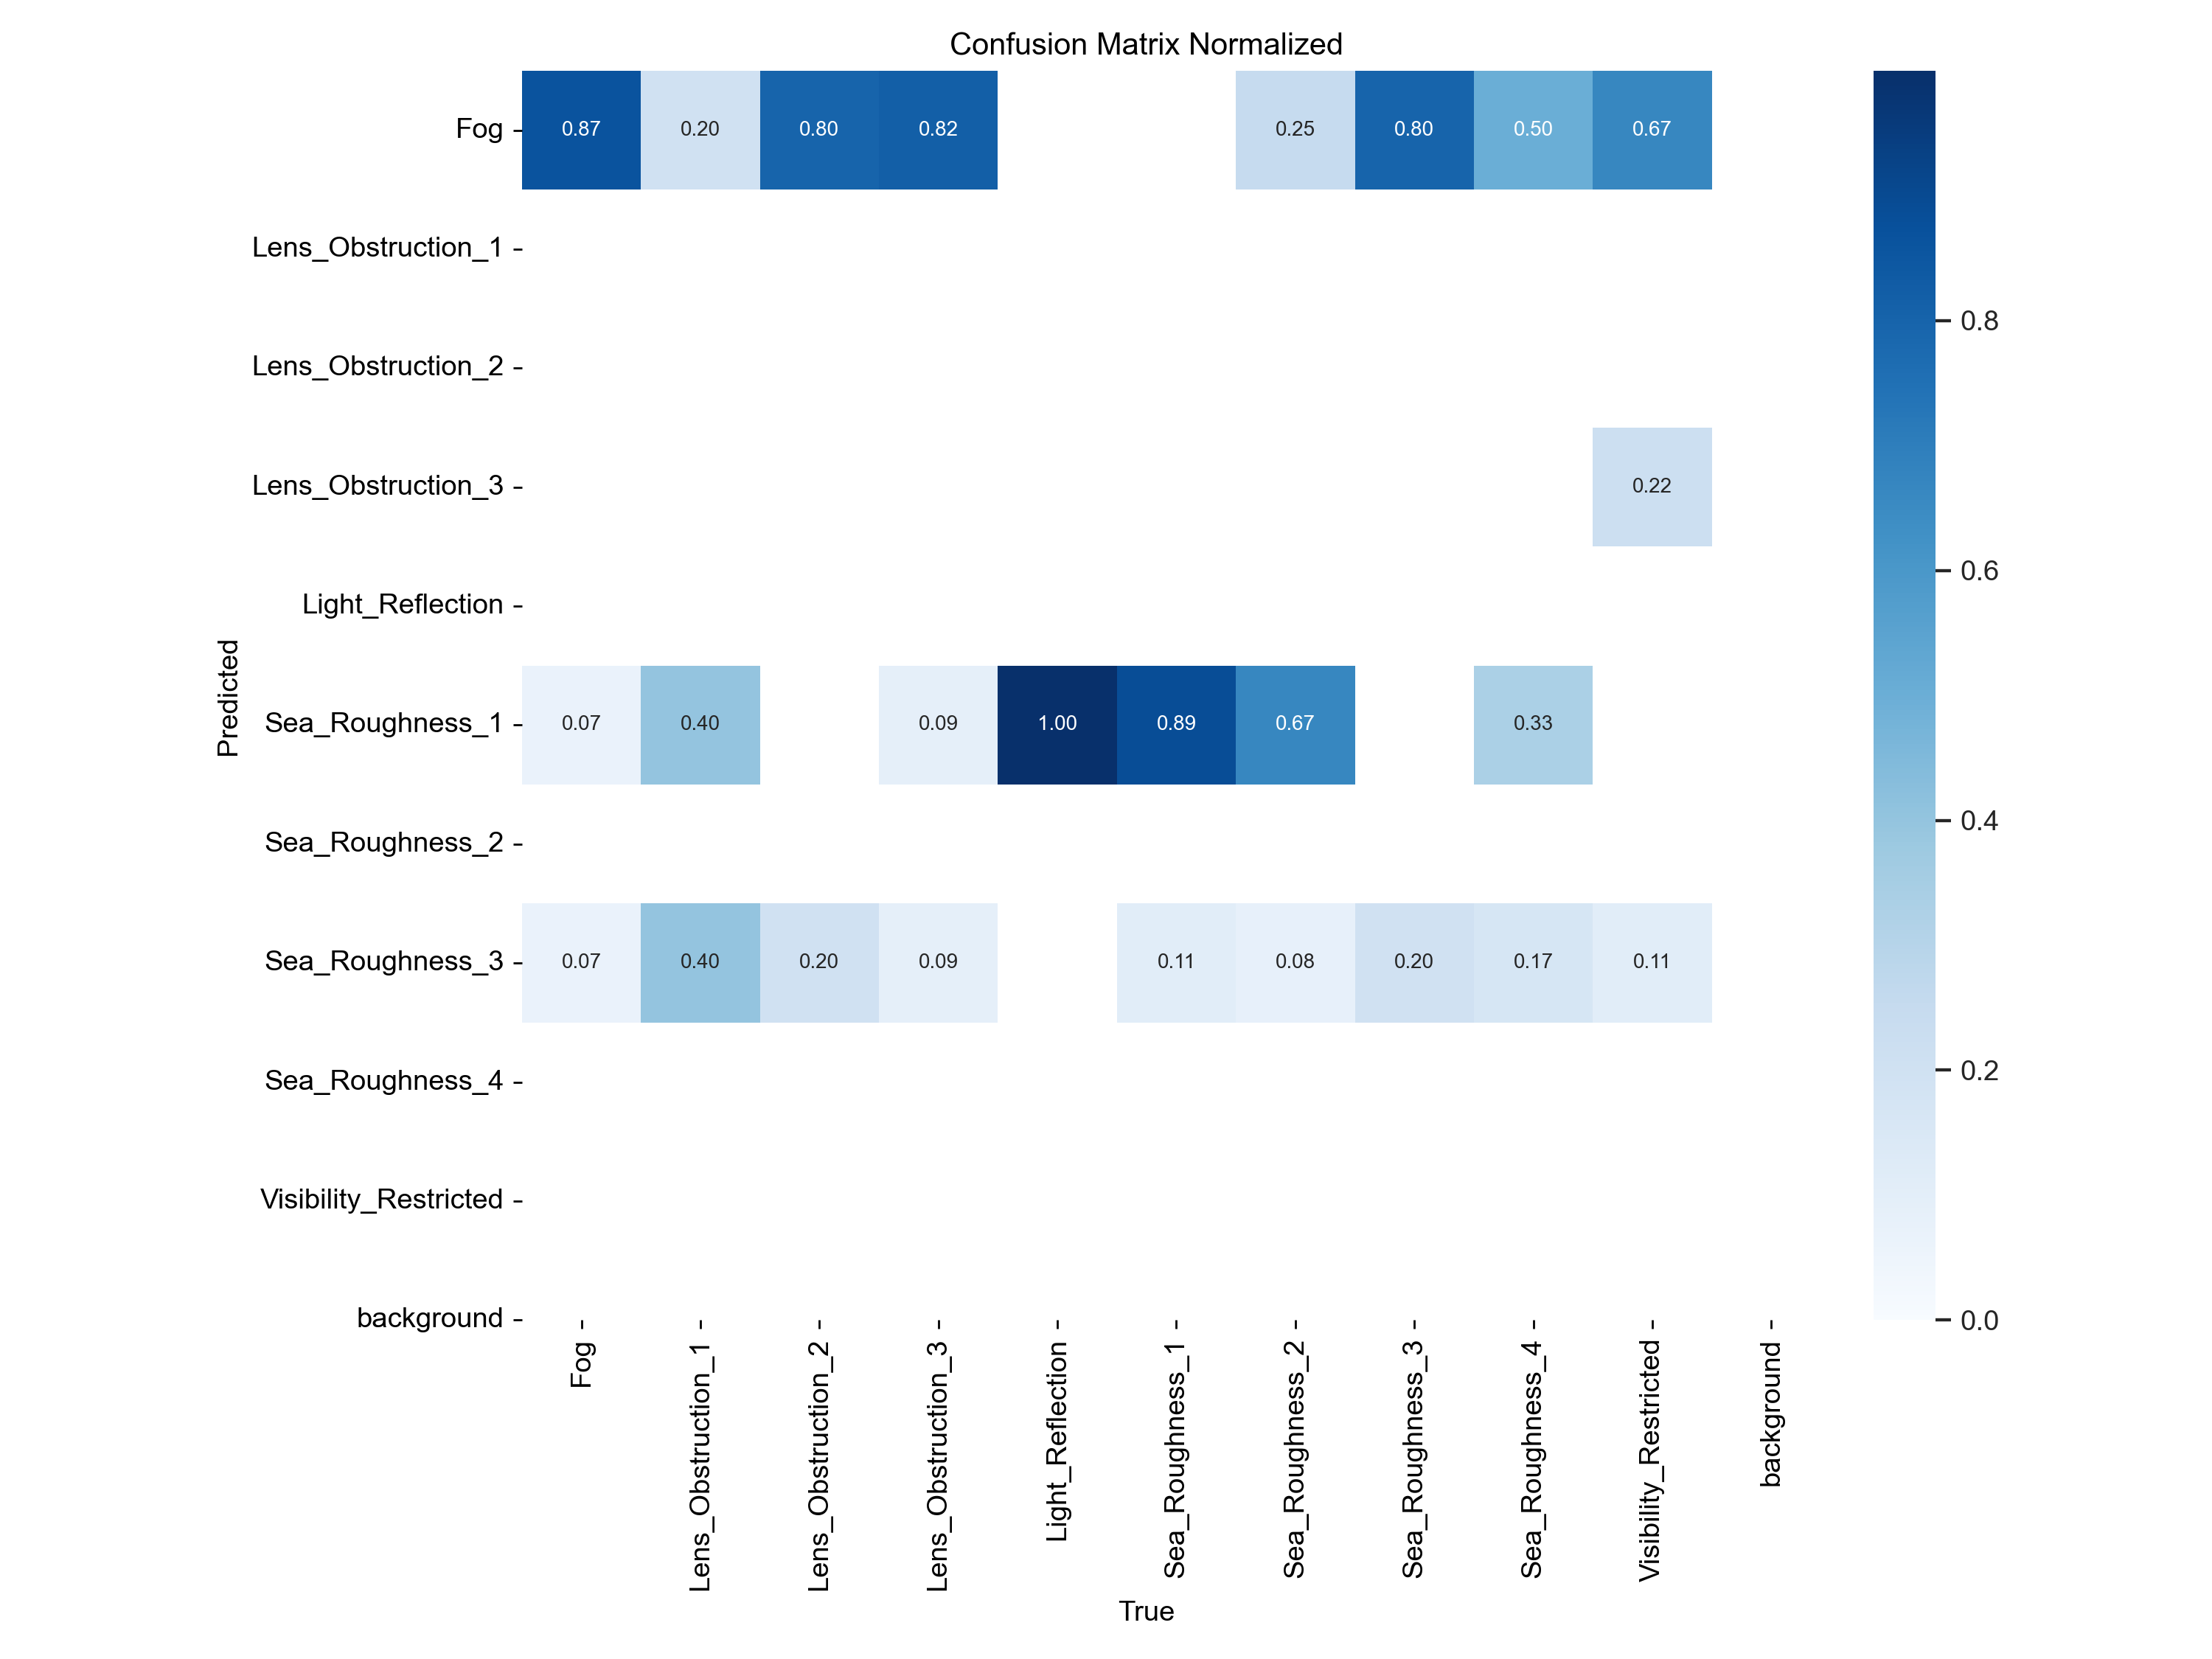 Confusion Matrix Normalized
Fog
0.87 0.20 0.80 0.82 0.25 0.80 0.50 0.67
Lens_Obstruction_1
Lens_Obstruction_2
Lens_Obstruction_3
0.22
Light_Reflection
Predicted
Sea_Roughness_1
0.07 0.40 0.09 1.00 0.89 0.67 0.33
Sea_Roughness_2
Sea_Roughness_3
0.07 0.40 0.20 0.09 0.11 0.08 0.20 0.17 0.11
Sea_Roughness_4
Visibility_Restricted
background
Fog
Lens_Obstruction_1
Lens_Obstruction_2
Lens_Obstruction_3
Light_Reflection
Sea_Roughness_1
Sea_Roughness_2
Sea_Roughness_3
Sea_Roughness_4
Visibility_Restricted
background
True
0.8
0.6
0.4
0.2
0.0